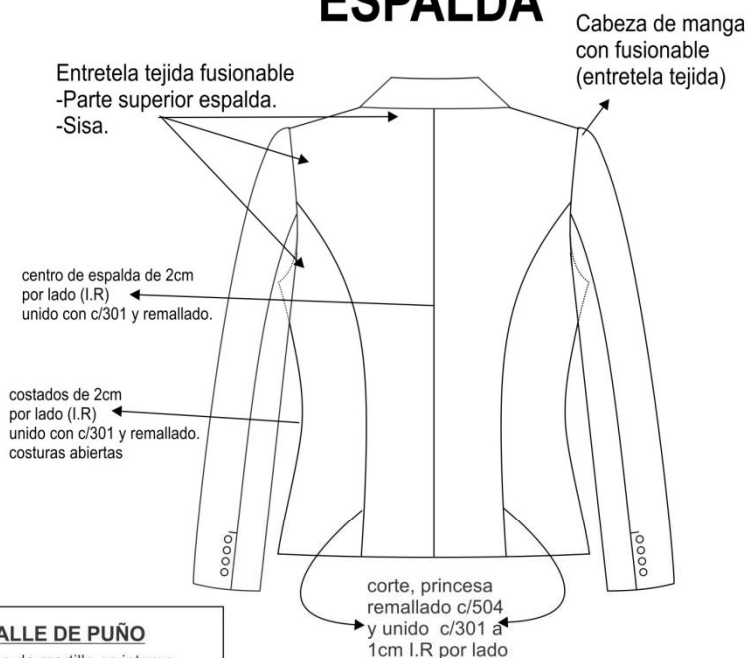 ESPALDA
Cabeza de manga
con fusionable
(entretela tejida)
Entretela tejida fusionable
-Parte superior espalda.
-Sisa.
centro de espalda de 2cm
por lado (I.R)
unido con c/301 y remallado.
costados de 2cm
por lado (I.R)
unido con c/301 y remallado.
costuras abiertas
corte, princesa
remallado c/504
y unido c/301 a
1cm I.R por lado
ALLE DE PUÑO